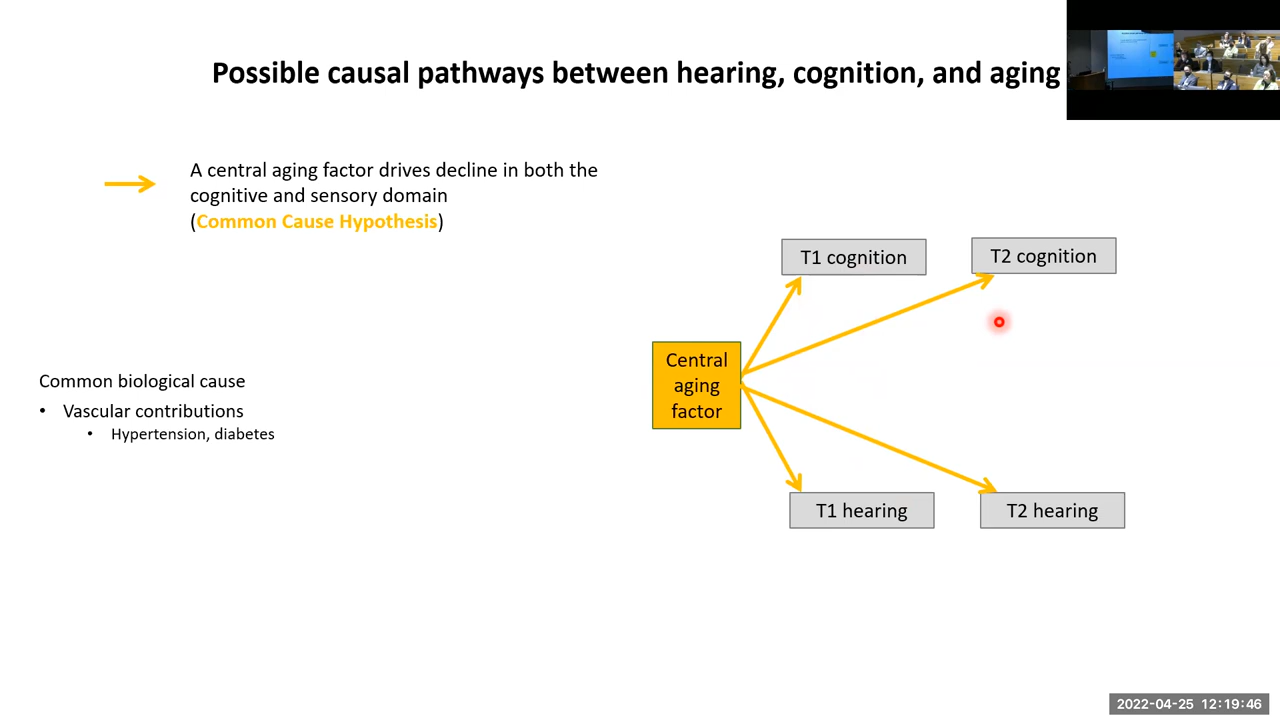 Possible causal pathways between hearing, cognition, and aging
A central aging factor drives decline in both the
cognitive and sensory domain
(Common Cause Hypothesis)
T1 cognition
T2 cognition
Central
aging
factor
Common biological cause
• Vascular contributions
• Hypertension, diabetes
T1 hearing
T2 hearing
2022-04-25 12:19:46